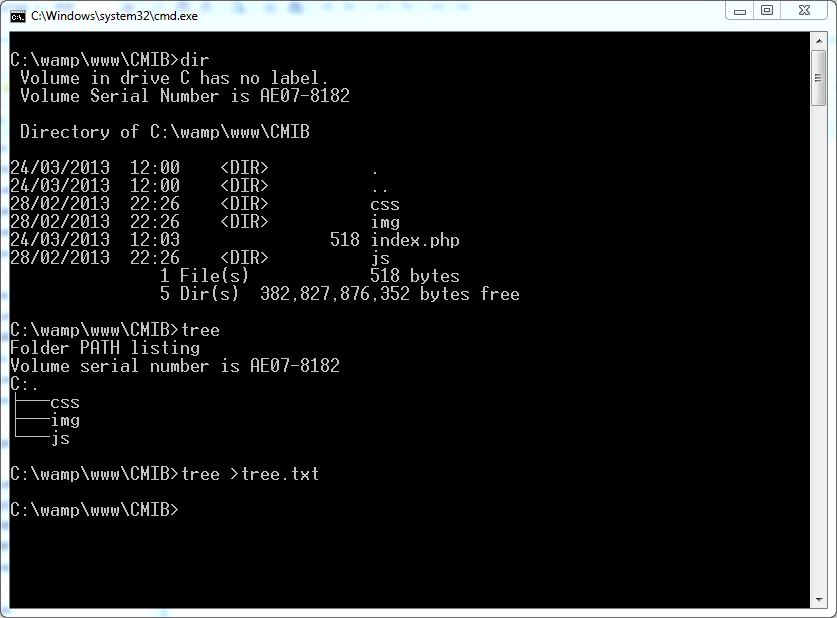 C:\Windows\system32\cmd.exe
C:\wamp\www\CMIB>dir
 Volume in drive C has no label.
 Volume Serial Number is AE07-8182
 Directory of C:\wamp\www\CMIB
24/03/2013  12:00    <DIR>          .
24/03/2013  12:00    <DIR>          ..
28/02/2013  22:26    <DIR>          css
28/02/2013  22:26    <DIR>          img
24/03/2013  12:03               518 index.php
28/02/2013  22:26    <DIR>          js
               1 File(s)            518 bytes
               5 Dir(s)  382,827,876,352 bytes free
C:\wamp\www\CMIB>tree
Folder PATH listing
Volume serial number is AE07-8182
C:.
├───css
├───img
└───js
C:\wamp\www\CMIB>tree >tree.txt
C:\wamp\www\CMIB>